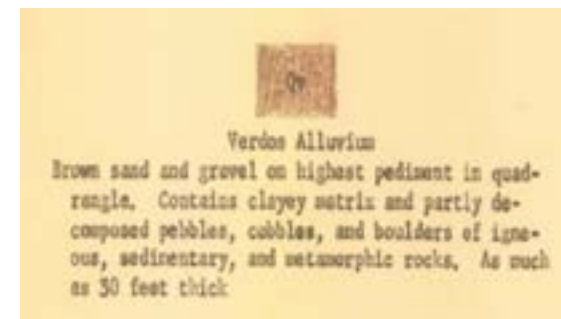 Qv
Verdos Alluvium
Brown sand and gravel on highest pediment in quad-
rangle. Contains clayey matrix and partly de-
composed pebbles, cobbles, and boulders of igne-
ous, sedimentary, and metamorphic rocks. As much
as 30 feet thick